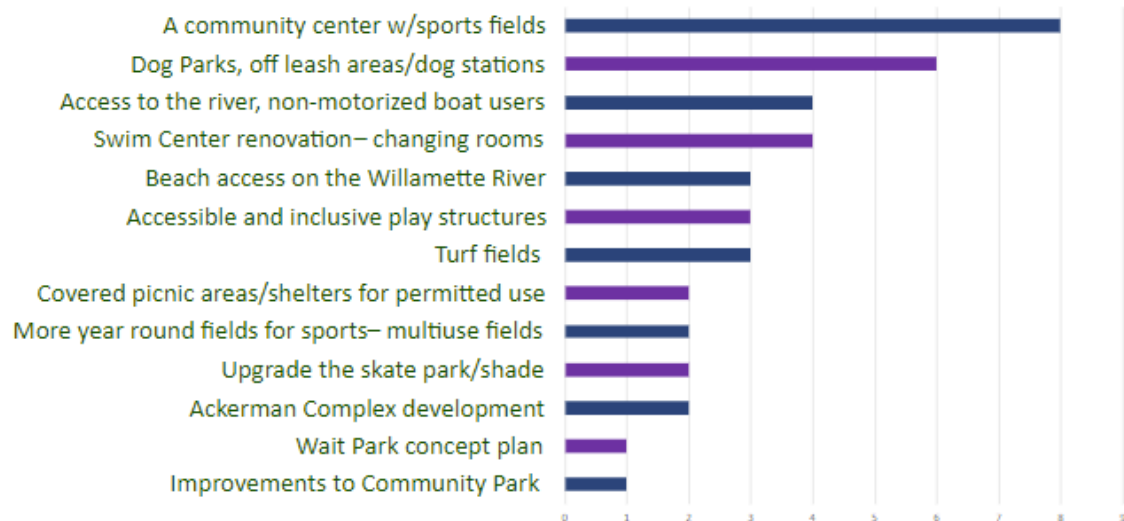 A community center w/sports fields
Dog Parks, off leash areas/dog stations
Access to the river, non-motorized boat users
Swim Center renovation– changing rooms
Beach access on the Willamette River
Accessible and inclusive play structures
Turf fields
Covered picnic areas/shelters for permitted use
More year round fields for sports– multiuse fields
Upgrade the skate park/shade
Ackerman Complex development
Wait Park concept plan
Improvements to Community Park
0 1 2 3 4 5 6 7 8 9